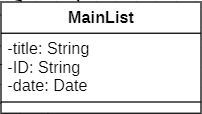 MainList
-title: String
-ID: String
-date: Date